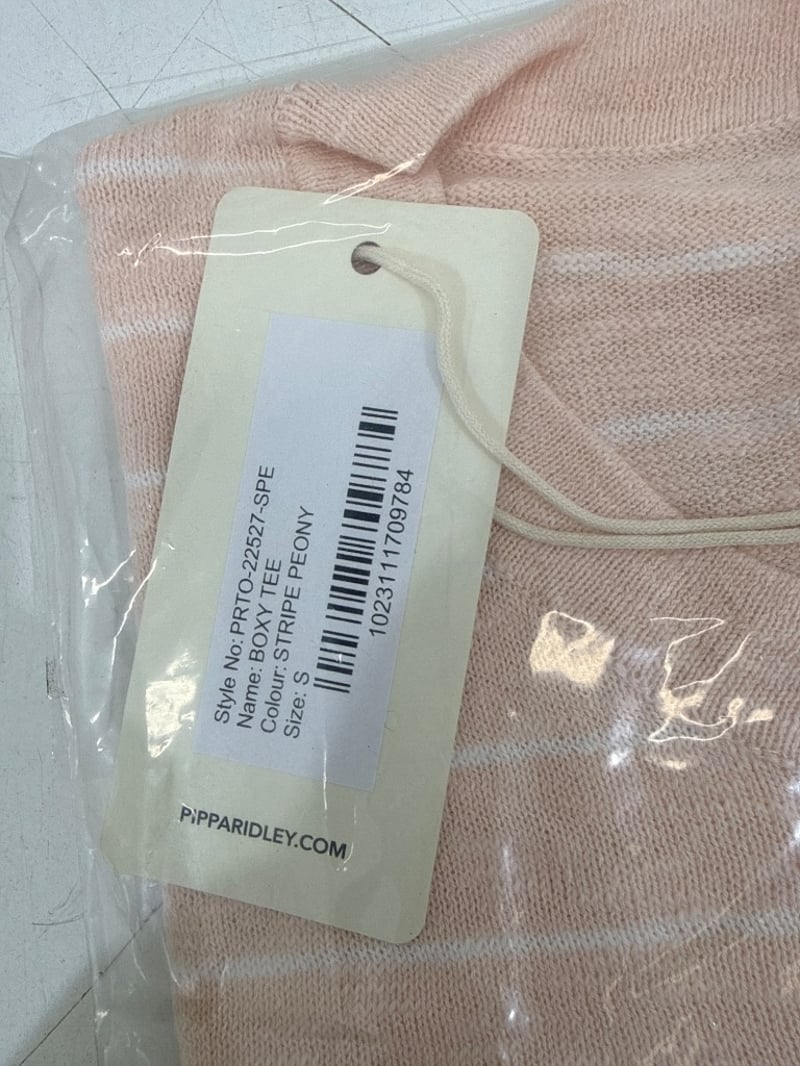 Style No: PRTO-22527-SPE
Name: BOXY TEE
Colour: STRIPE PEONY
Size: S
1023111709784
PIPPARIDLEY.COM